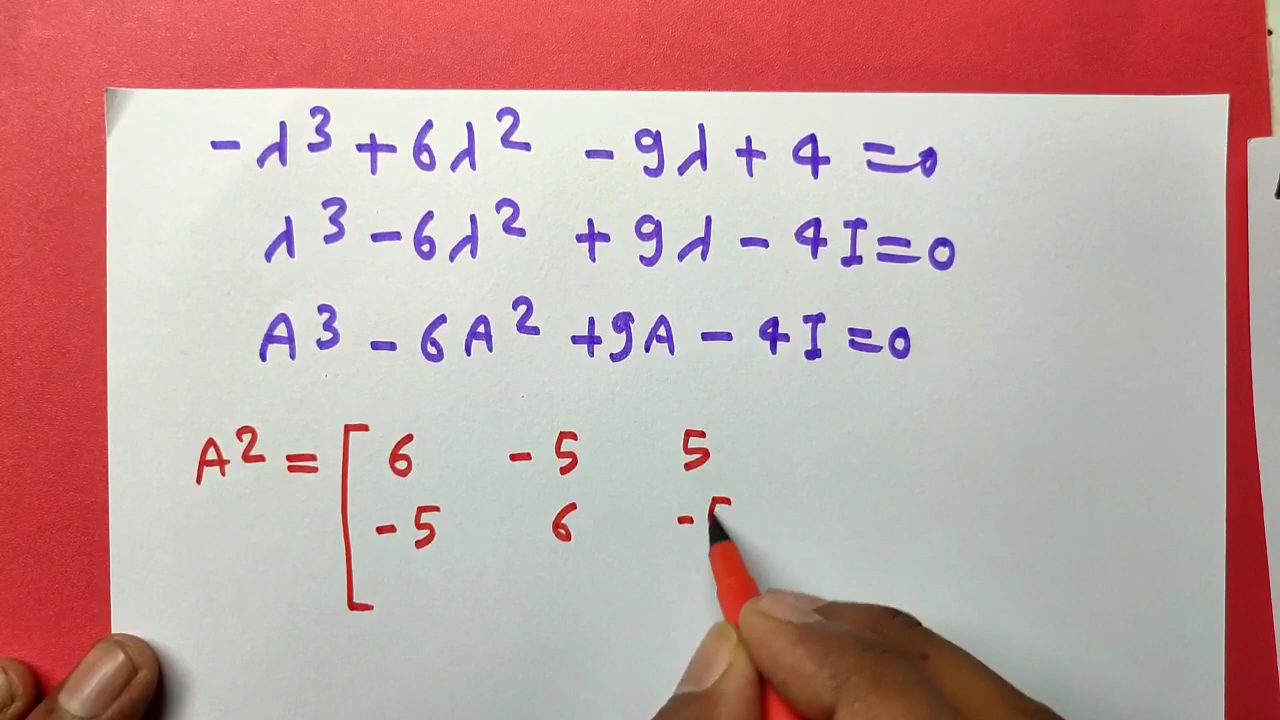 -λ³ + 6λ² - 9λ + 4 = 0
λ³ - 6λ² + 9λ - 4I = 0
A³ - 6A² + 9A - 4I = 0
A² = [ 6 -5 5
-5 6 -5